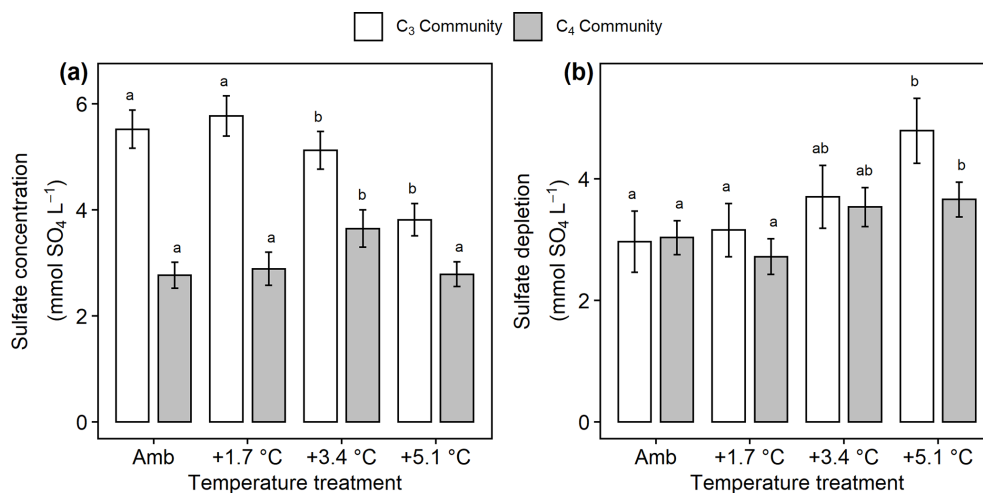 C₃ Community C₄ Community
(a)
Sulfate concentration
(mmol SO₄ L⁻¹)
6
4
2
0
a
a
a
a
b
b
b
a
Amb +1.7 °C +3.4 °C +5.1 °C
Temperature treatment
(b)
Sulfate depletion
(mmol SO₄ L⁻¹)
4
2
0
a
a
a
a
ab
ab
b
b
Amb +1.7 °C +3.4 °C +5.1 °C
Temperature treatment